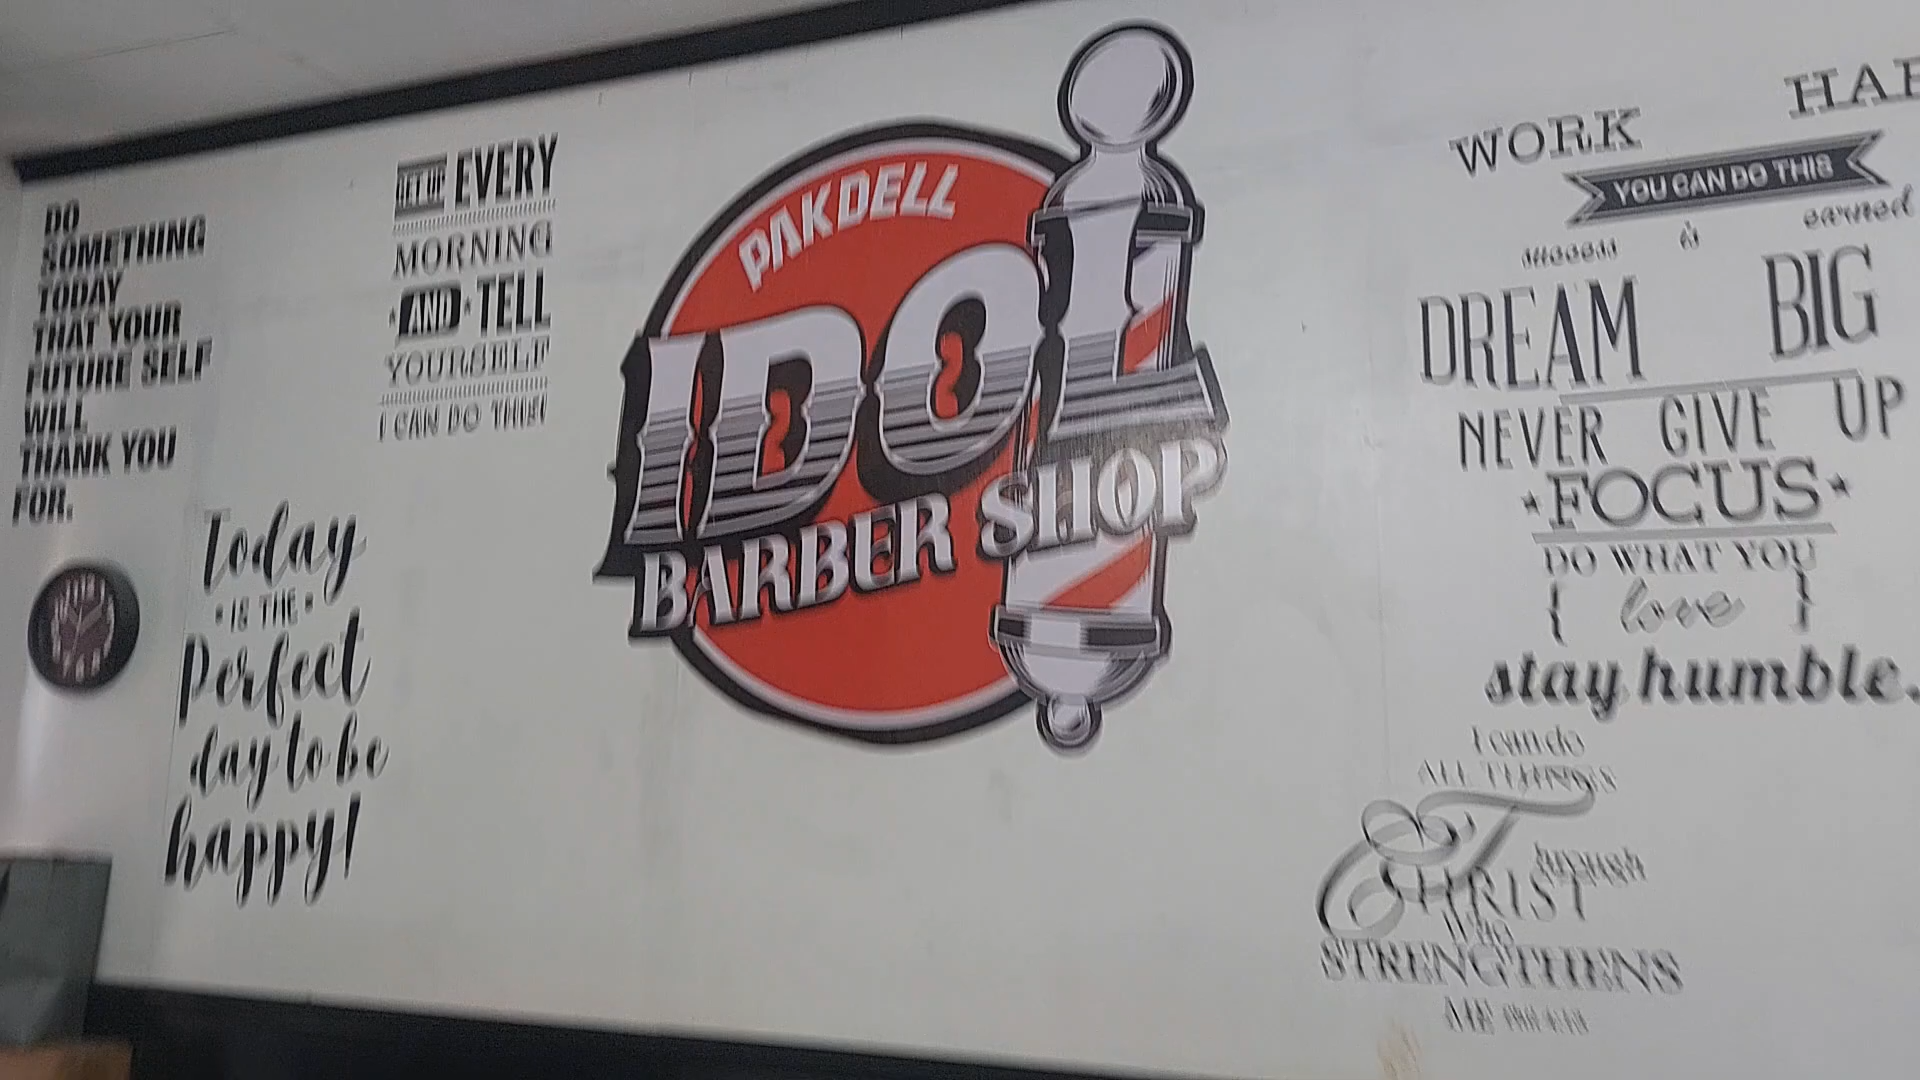 DO
SOMETHING
TODAY
THAT YOUR
FUTURE SELF
WILL
THANK YOU
FOR.
GET UP EVERY
MORNING
AND TELL
YOURSELF
I CAN DO THIS!
Today
IS THE
Perfect
day to be
happy!
PAKDELL
IDOL
BARBER SHOP
WORK HAR
YOU CAN DO THIS
success is earned
DREAM BIG
NEVER GIVE UP
FOCUS
DO WHAT YOU
{ love }
stay humble.
I can do
ALL THINGS
Through
CHRIST
Who
STRENGTHENS
ME